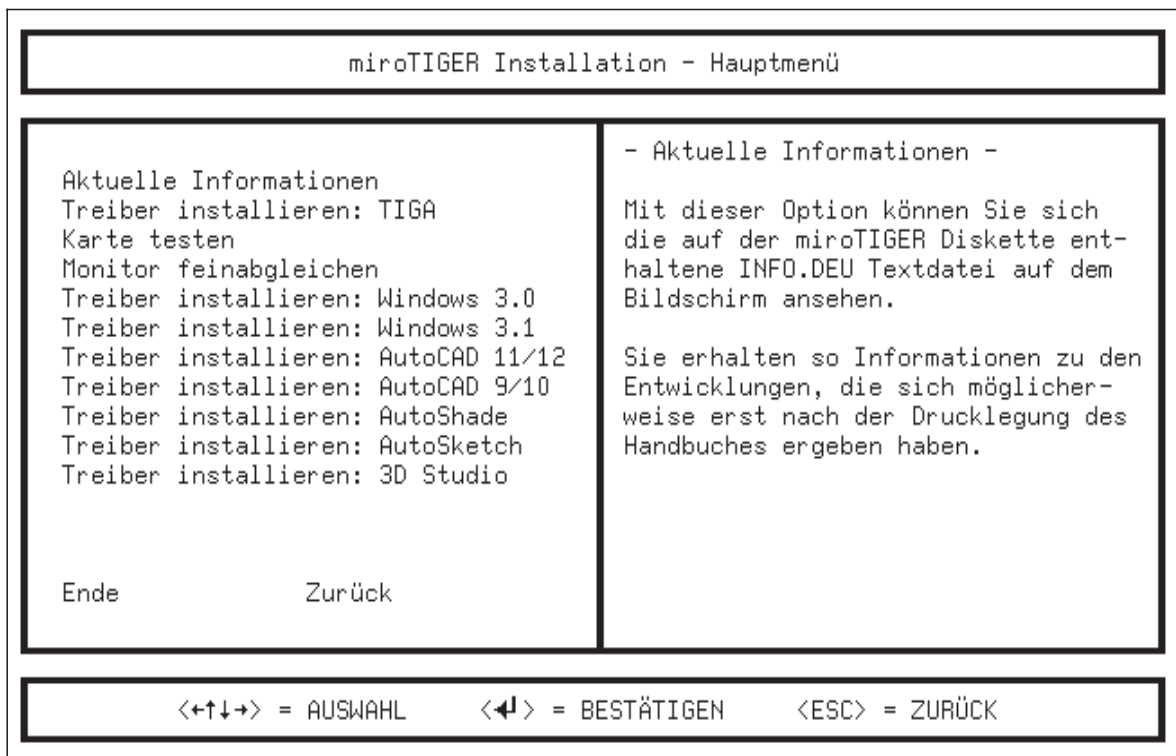 miroTIGER Installation - Hauptmenü
Aktuelle Informationen
Treiber installieren: TIGA
Karte testen
Monitor feinabgleichen
Treiber installieren: Windows 3.0
Treiber installieren: Windows 3.1
Treiber installieren: AutoCAD 11/12
Treiber installieren: AutoCAD 9/10
Treiber installieren: AutoShade
Treiber installieren: AutoSketch
Treiber installieren: 3D Studio
Ende Zurück
- Aktuelle Informationen -
Mit dieser Option können Sie sich
die auf der miroTIGER Diskette ent-
haltene INFO.DEU Textdatei auf dem
Bildschirm ansehen.
Sie erhalten so Informationen zu den
Entwicklungen, die sich möglicher-
weise erst nach der Drucklegung des
Handbuches ergeben haben.
<←↑↓→> = AUSWAHL <↵> = BESTÄTIGEN <ESC> = ZURÜCK